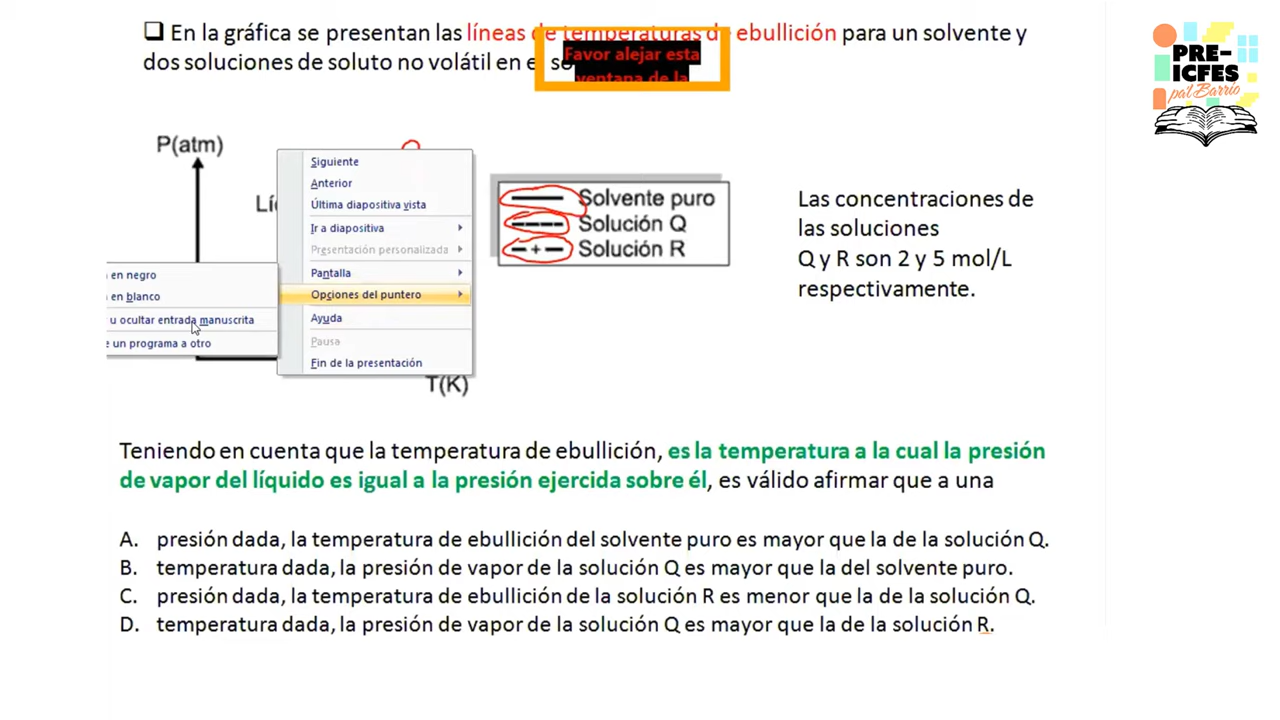 ❑ En la gráfica se presentan las líneas de temperaturas de ebullición para un solvente y
dos soluciones de soluto no volátil en el so
Favor alejar esta
ventana de la
PRE-
ICFES
pa'l Barrio
P(atm)
Siguiente
Anterior
Última diapositiva vista
Ir a diapositiva
Presentación personalizada
Pantalla
Opciones del puntero
Ayuda
Pausa
Fin de la presentación
Lí
en negro
en blanco
u ocultar entrada manuscrita
e un programa a otro
T(K)
Solvente puro
Solución Q
Solución R
Las concentraciones de
las soluciones
Q y R son 2 y 5 mol/L
respectivamente.
Teniendo en cuenta que la temperatura de ebullición, es la temperatura a la cual la presión
de vapor del líquido es igual a la presión ejercida sobre él, es válido afirmar que a una
A. presión dada, la temperatura de ebullición del solvente puro es mayor que la de la solución Q.
B. temperatura dada, la presión de vapor de la solución Q es mayor que la del solvente puro.
C. presión dada, la temperatura de ebullición de la solución R es menor que la de la solución Q.
D. temperatura dada, la presión de vapor de la solución Q es mayor que la de la solución R.